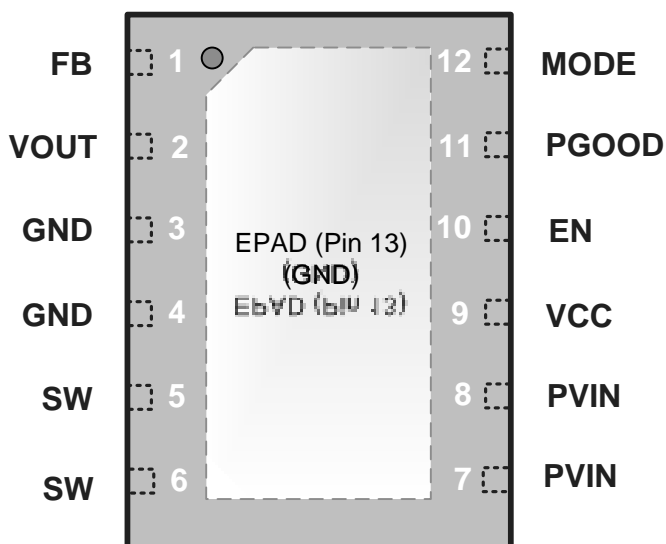 FB 1 12 MODE
VOUT 2 11 PGOOD
GND 3 10 EN
EPAD (Pin 13)
(GND)
GND 4 9 VCC
SW 5 8 PVIN
SW 6 7 PVIN